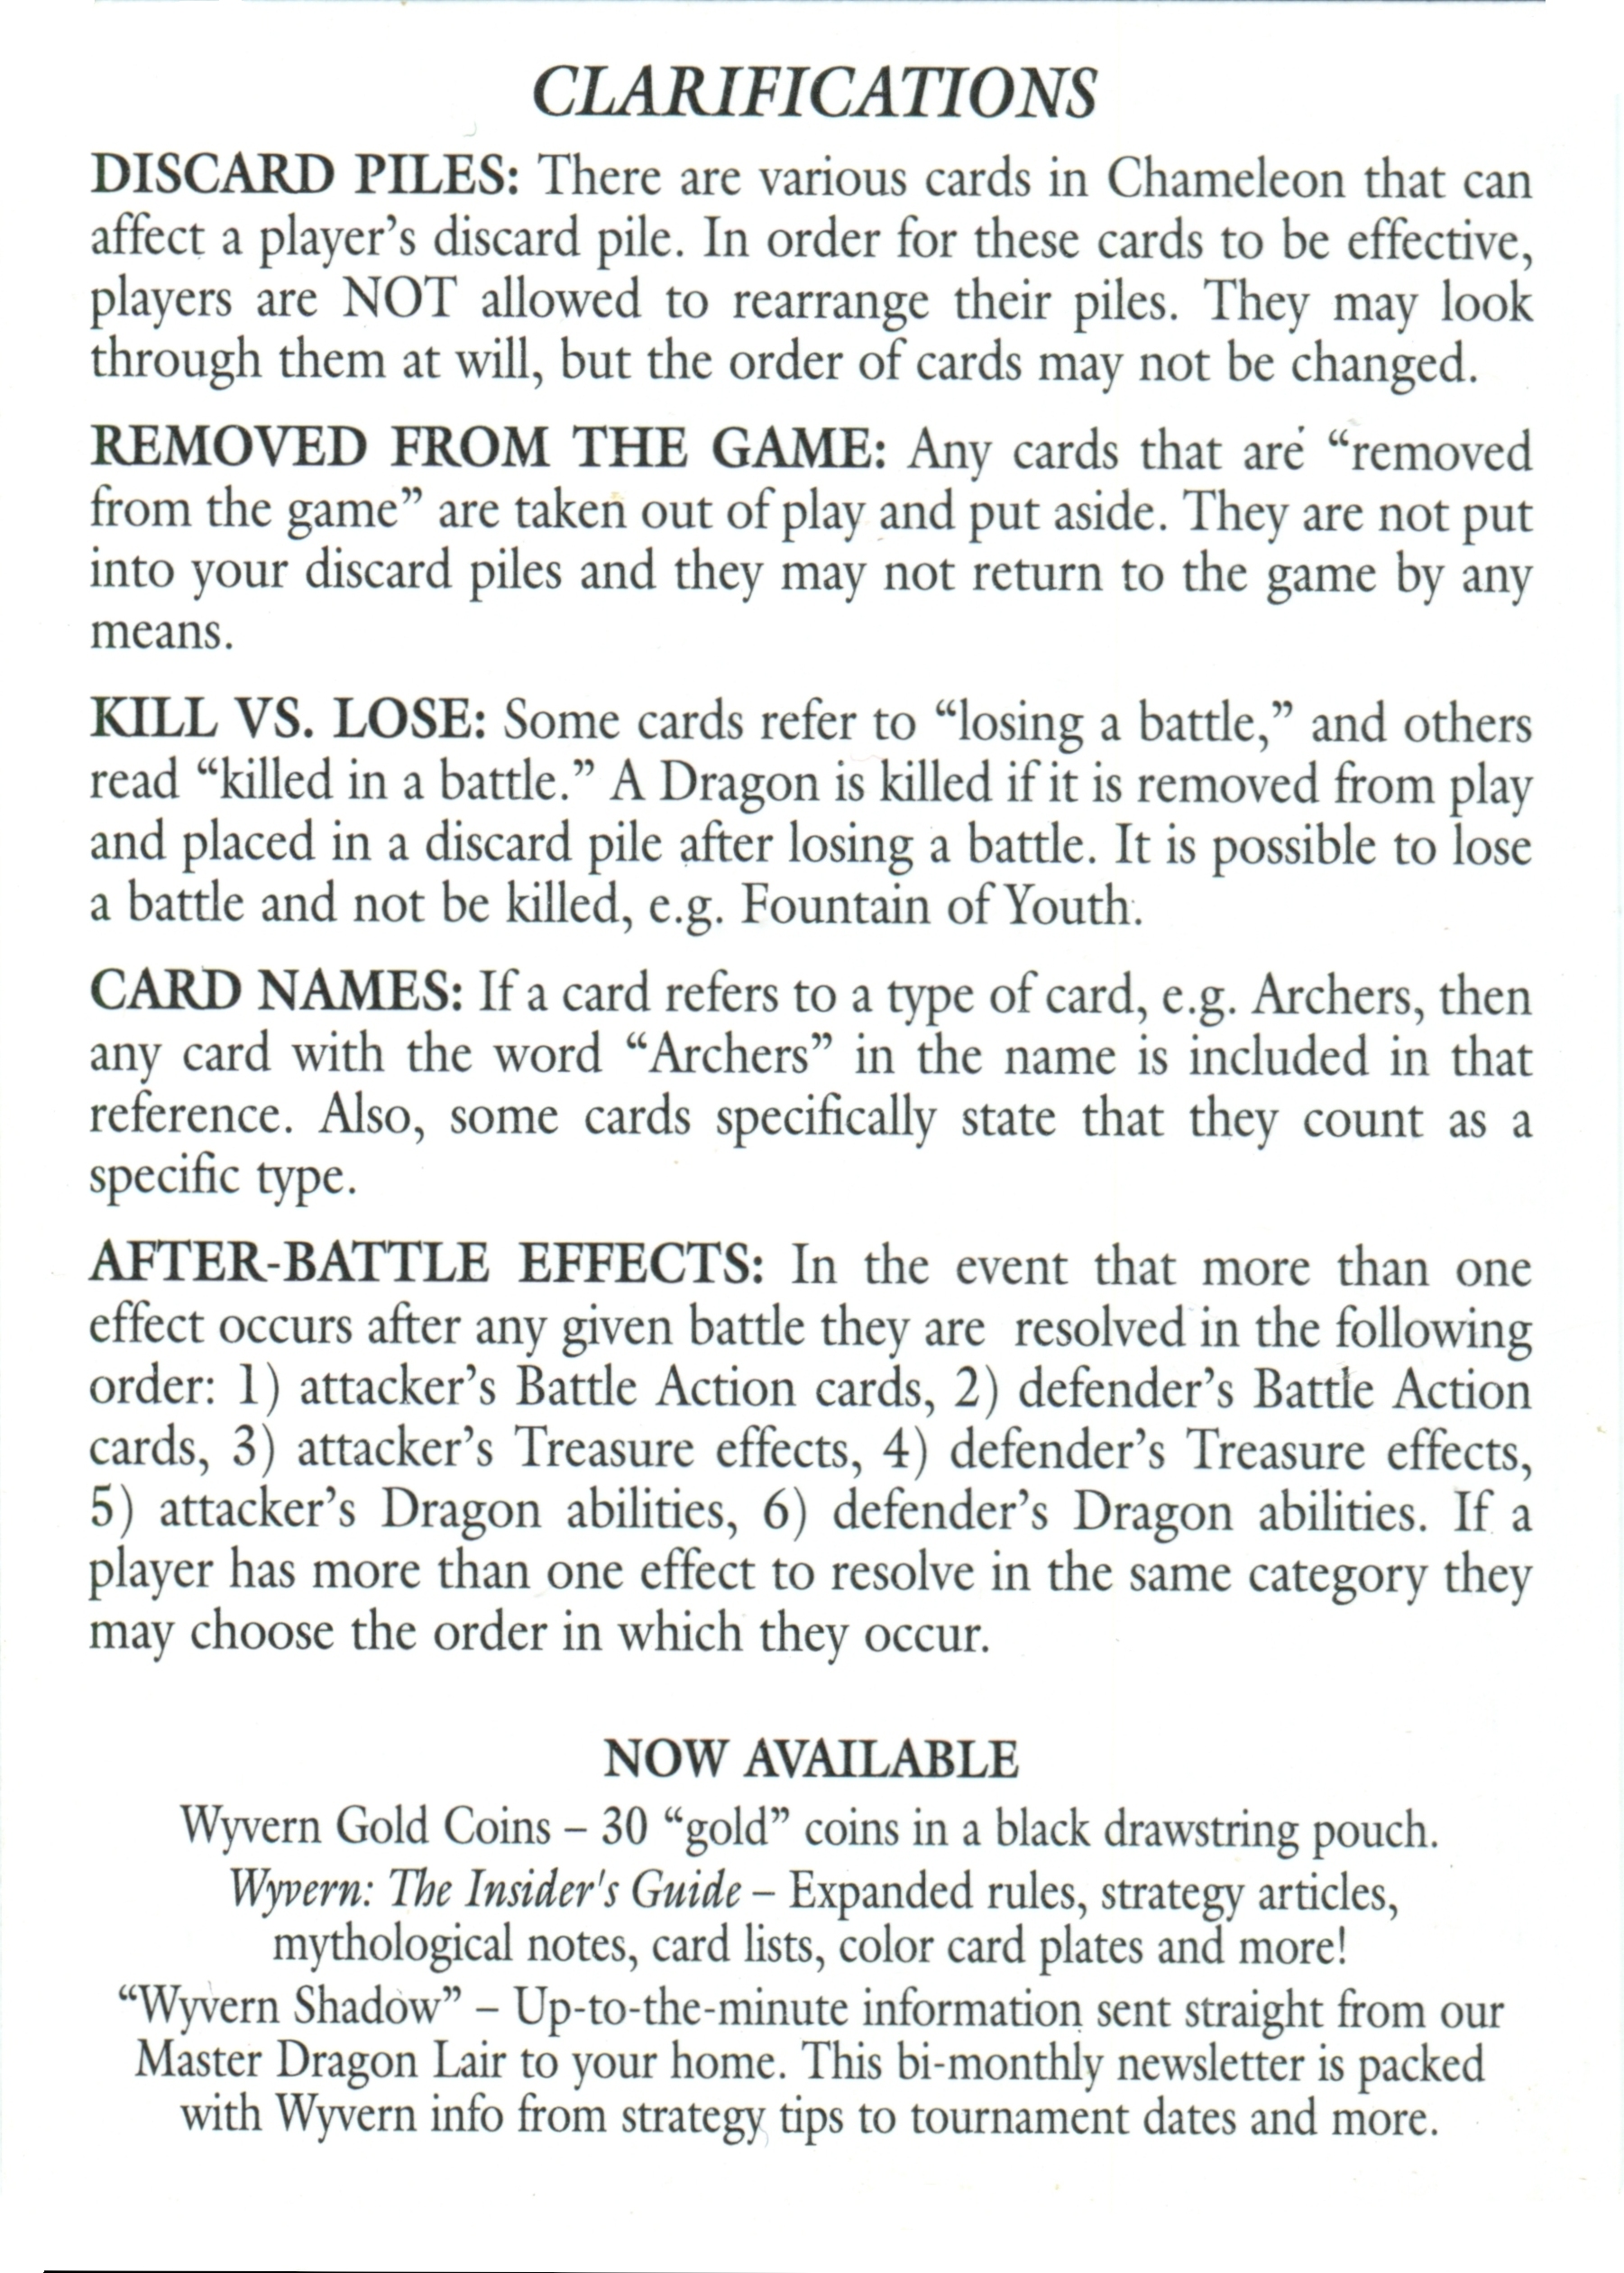 CLARIFICATIONS
DISCARD PILES: There are various cards in Chameleon that can
affect a player’s discard pile. In order for these cards to be effective,
players are NOT allowed to rearrange their piles. They may look
through them at will, but the order of cards may not be changed.
REMOVED FROM THE GAME: Any cards that are “removed
from the game” are taken out of play and put aside. They are not put
into your discard piles and they may not return to the game by any
means.
KILL VS. LOSE: Some cards refer to “losing a battle,” and others
read “killed in a battle.” A Dragon is killed if it is removed from play
and placed in a discard pile after losing a battle. It is possible to lose
a battle and not be killed, e.g. Fountain of Youth.
CARD NAMES: If a card refers to a type of card, e.g. Archers, then
any card with the word “Archers” in the name is included in that
reference. Also, some cards specifically state that they count as a
specific type.
AFTER-BATTLE EFFECTS: In the event that more than one
effect occurs after any given battle they are resolved in the following
order: 1) attacker’s Battle Action cards, 2) defender’s Battle Action
cards, 3) attacker’s Treasure effects, 4) defender’s Treasure effects,
5) attacker’s Dragon abilities, 6) defender’s Dragon abilities. If a
player has more than one effect to resolve in the same category they
may choose the order in which they occur.
NOW AVAILABLE
Wyvern Gold Coins – 30 “gold” coins in a black drawstring pouch.
Wyvern: The Insider's Guide – Expanded rules, strategy articles,
mythological notes, card lists, color card plates and more!
“Wyvern Shadow” – Up-to-the-minute information sent straight from our
Master Dragon Lair to your home. This bi-monthly newsletter is packed
with Wyvern info from strategy tips to tournament dates and more.